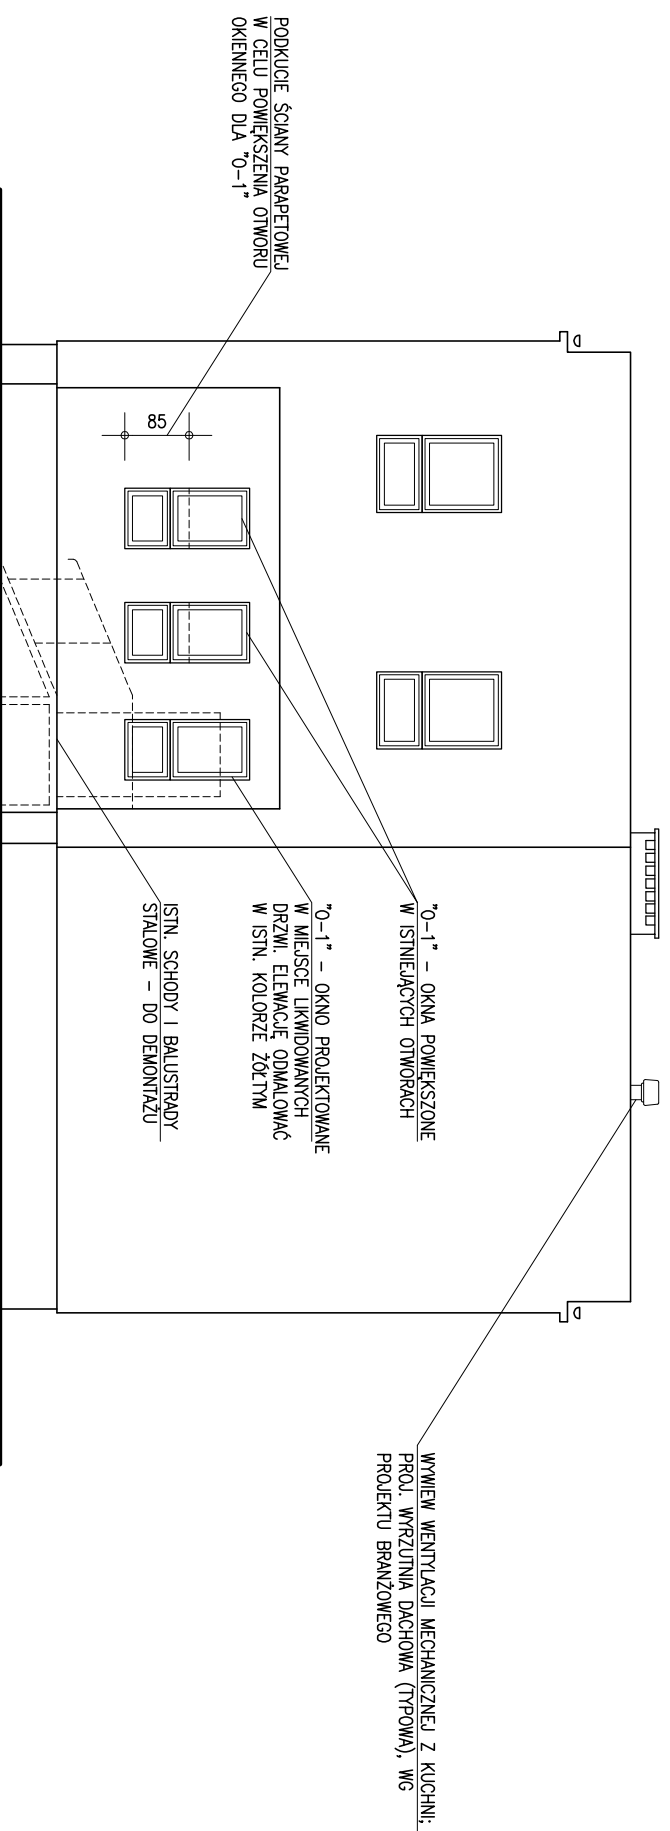 PODKUCIE ŚCIANY PARAPETOWEJ
W CELU POWIĘKSZENIA OTWORU
OKIENNEGO DLA "O-1"
85
"O-1" - OKNA POWIĘKSZONE
W ISTNIEJĄCYCH OTWORACH
"O-1" - OKNO PROJEKTOWANE
W MIEJSCE LIKWIDOWANYCH
DRZWI. ELEWACJĘ ODMALOWAĆ
W ISTN. KOLORZE ŻÓŁTYM
ISTN. SCHODY I BALUSTRADY
STALOWE - DO DEMONTAŻU
WYWIEW WENTYLACJI MECHANICZNEJ Z KUCHNI;
PROJ. WYRZUTNIA DACHOWA (TYPOWA), WG
PROJEKTU BRANŻOWEGO